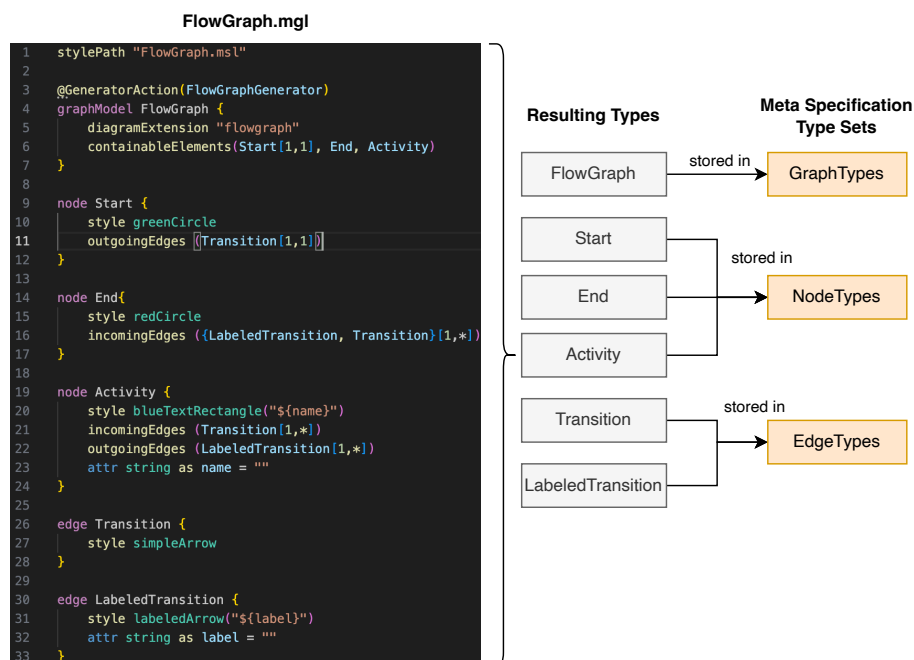 FlowGraph.mgl
1 stylePath "FlowGraph.msl"
2
3 @GeneratorAction(FlowGraphGenerator)
4 graphModel FlowGraph {
5 diagramExtension "flowgraph"
6 containableElements(Start[1,1], End, Activity)
7 }
8
9 node Start {
10 style greenCircle
11 outgoingEdges (Transition[1,1])
12 }
13
14 node End{
15 style redCircle
16 incomingEdges ({LabeledTransition, Transition}[1,*])
17 }
18
19 node Activity {
20 style blueTextRectangle("${name}")
21 incomingEdges (Transition[1,*])
22 outgoingEdges (LabeledTransition[1,*])
23 attr string as name = ""
24 }
25
26 edge Transition {
27 style simpleArrow
28 }
29
30 edge LabeledTransition {
31 style labeledArrow("${label}")
32 attr string as label = ""
33 }
Resulting Types
Meta Specification
Type Sets
FlowGraph
stored in
GraphTypes
Start
End
Activity
stored in
NodeTypes
Transition
LabeledTransition
stored in
EdgeTypes